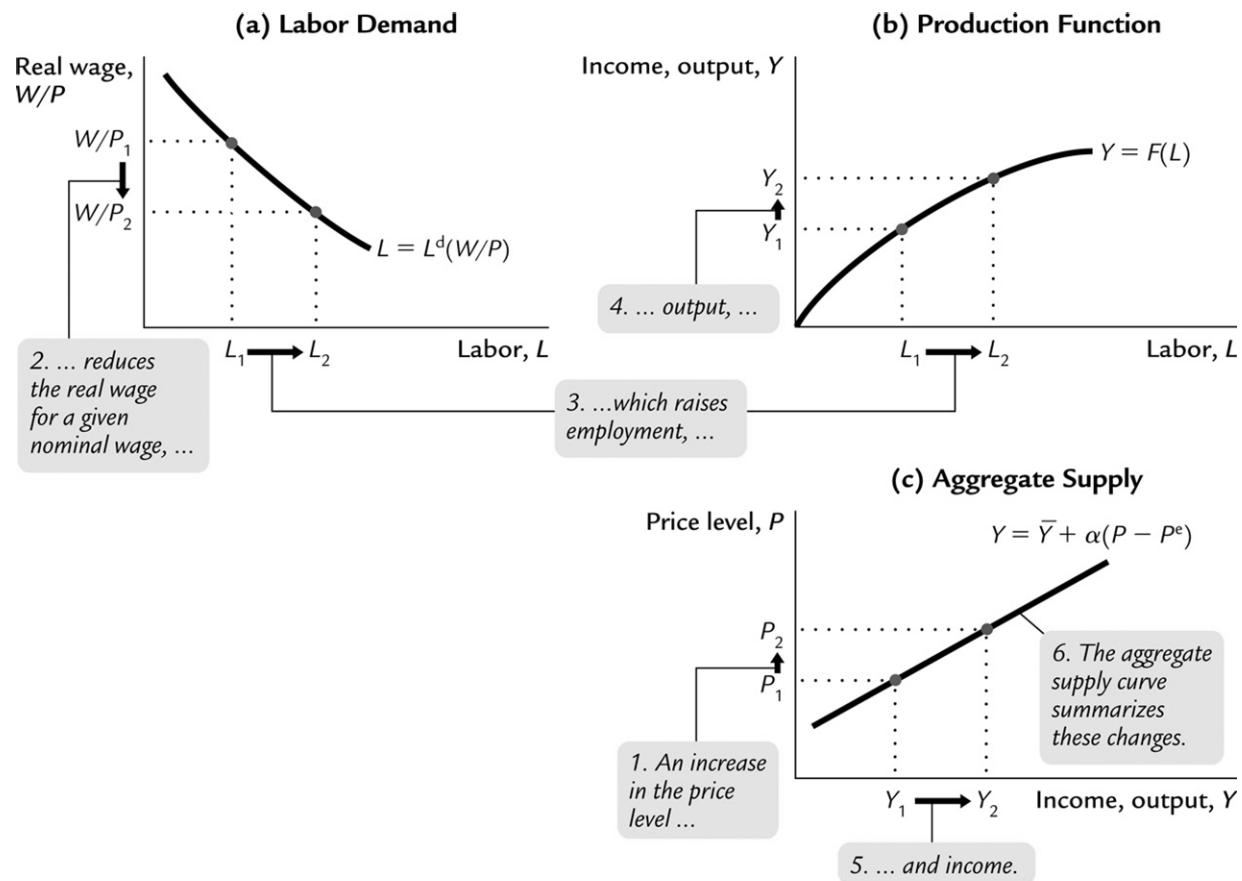 (a) Labor Demand
Real wage,
W/P
W/P₁
W/P₂
L = Lᵈ(W/P)
L₁
L₂
Labor, L
2. ... reduces
the real wage
for a given
nominal wage, ...
3. ...which raises
employment, ...
(b) Production Function
Income, output, Y
Y = F(L)
Y₂
Y₁
4. ... output, ...
L₁
L₂
Labor, L
(c) Aggregate Supply
Price level, P
Y = Ȳ + α(P − Pᵉ)
P₂
P₁
6. The aggregate
supply curve
summarizes
these changes.
1. An increase
in the price
level ...
Y₁
Y₂
Income, output, Y
5. ... and income.